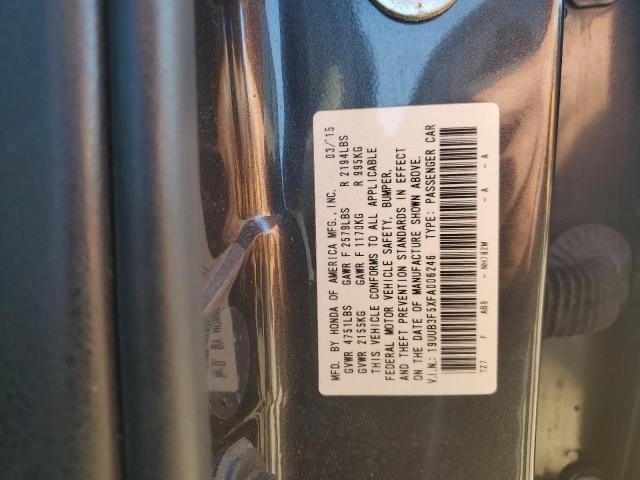 MFD. BY HONDA OF AMERICA MFG., INC. 03/'15
GVWR 4751LBS GAWR F 2579LBS R 2194LBS
GVWR 2155KG GAWR F 1170KG R 995KG
THIS VEHICLE CONFORMS TO ALL APPLICABLE
FEDERAL MOTOR VEHICLE SAFETY, BUMPER,
AND THEFT PREVENTION STANDARDS IN EFFECT
ON THE DATE OF MANUFACTURE SHOWN ABOVE.
V.I.N.: 19UUB3F5XFA006246 TYPE: PASSENGER CAR
TZ7 F AB9 - NH782M - A - A